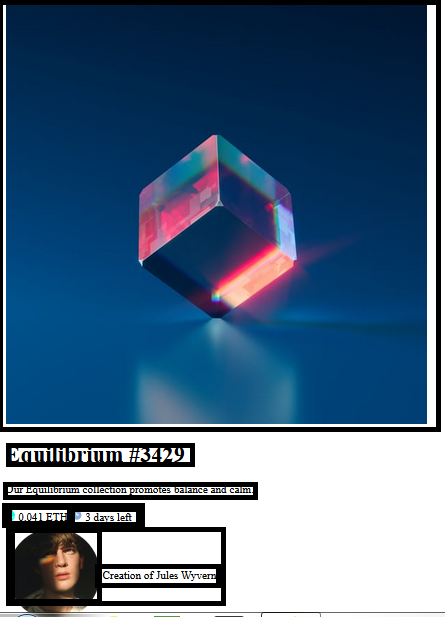 Equilibrium #3429
Our Equilibrium collection promotes balance and calm.
0.041 ETH 3 days left
Creation of Jules Wyvern